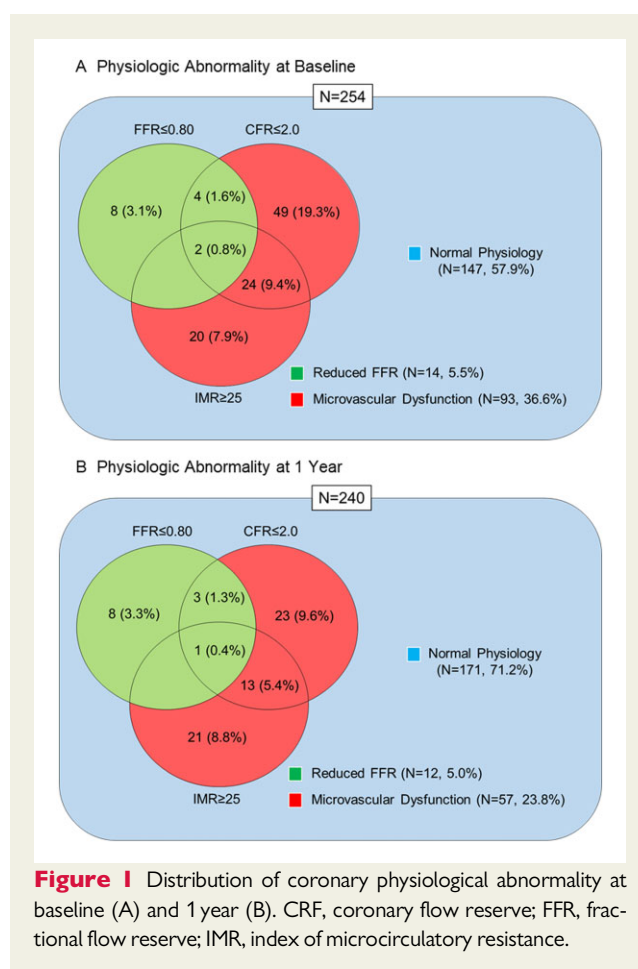 A Physiologic Abnormality at Baseline
N=254
FFR≤0.80 CFR≤2.0
4 (1.6%)
8 (3.1%) 49 (19.3%)
2 (0.8%)
24 (9.4%)
20 (7.9%)
IMR≥25
Normal Physiology
(N=147, 57.9%)
Reduced FFR (N=14, 5.5%)
Microvascular Dysfunction (N=93, 36.6%)
B Physiologic Abnormality at 1 Year
N=240
FFR≤0.80 CFR≤2.0
3 (1.3%)
8 (3.3%) 23 (9.6%)
1 (0.4%)
13 (5.4%)
21 (8.8%)
IMR≥25
Normal Physiology
(N=171, 71.2%)
Reduced FFR (N=12, 5.0%)
Microvascular Dysfunction (N=57, 23.8%)
Figure 1 Distribution of coronary physiological abnormality at
baseline (A) and 1 year (B). CRF, coronary flow reserve; FFR, frac-
tional flow reserve; IMR, index of microcirculatory resistance.